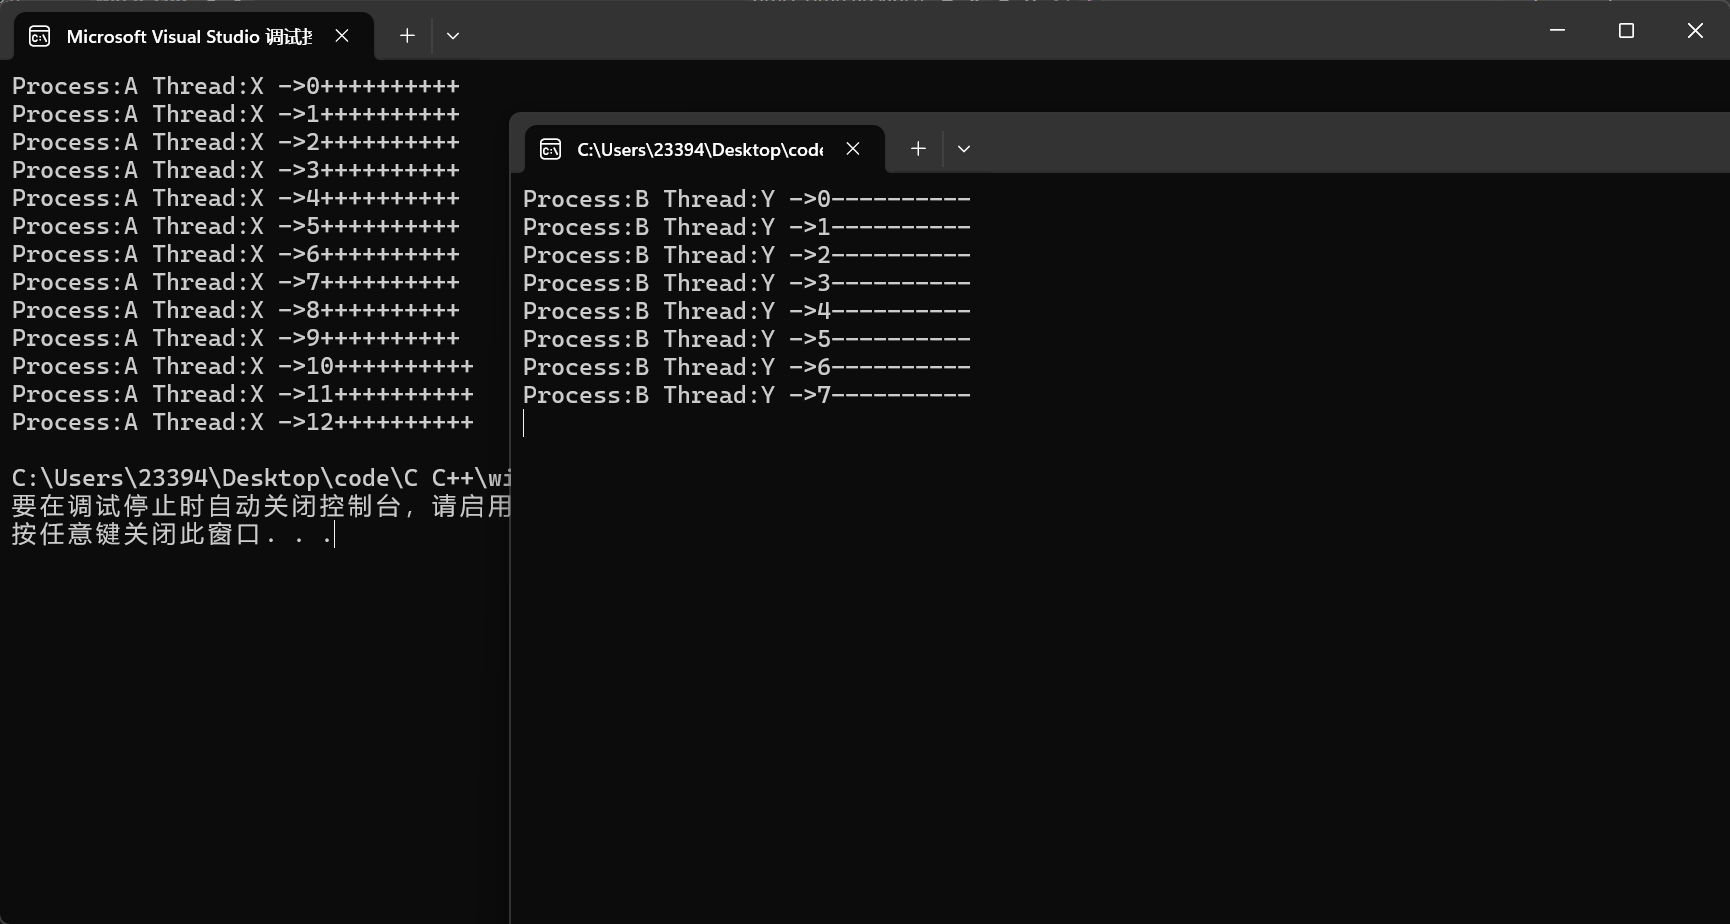 Microsoft Visual Studio 调试
Process:A Thread:X ->0++++++++++
Process:A Thread:X ->1++++++++++
Process:A Thread:X ->2++++++++++
Process:A Thread:X ->3++++++++++
Process:A Thread:X ->4++++++++++
Process:A Thread:X ->5++++++++++
Process:A Thread:X ->6++++++++++
Process:A Thread:X ->7++++++++++
Process:A Thread:X ->8++++++++++
Process:A Thread:X ->9++++++++++
Process:A Thread:X ->10++++++++++
Process:A Thread:X ->11++++++++++
Process:A Thread:X ->12++++++++++
C:\Users\23394\Desktop\code\C C++\wi
要在调试停止时自动关闭控制台，请启用
按任意键关闭此窗口. . .
C:\Users\23394\Desktop\code
Process:B Thread:Y ->0----------
Process:B Thread:Y ->1----------
Process:B Thread:Y ->2----------
Process:B Thread:Y ->3----------
Process:B Thread:Y ->4----------
Process:B Thread:Y ->5----------
Process:B Thread:Y ->6----------
Process:B Thread:Y ->7----------